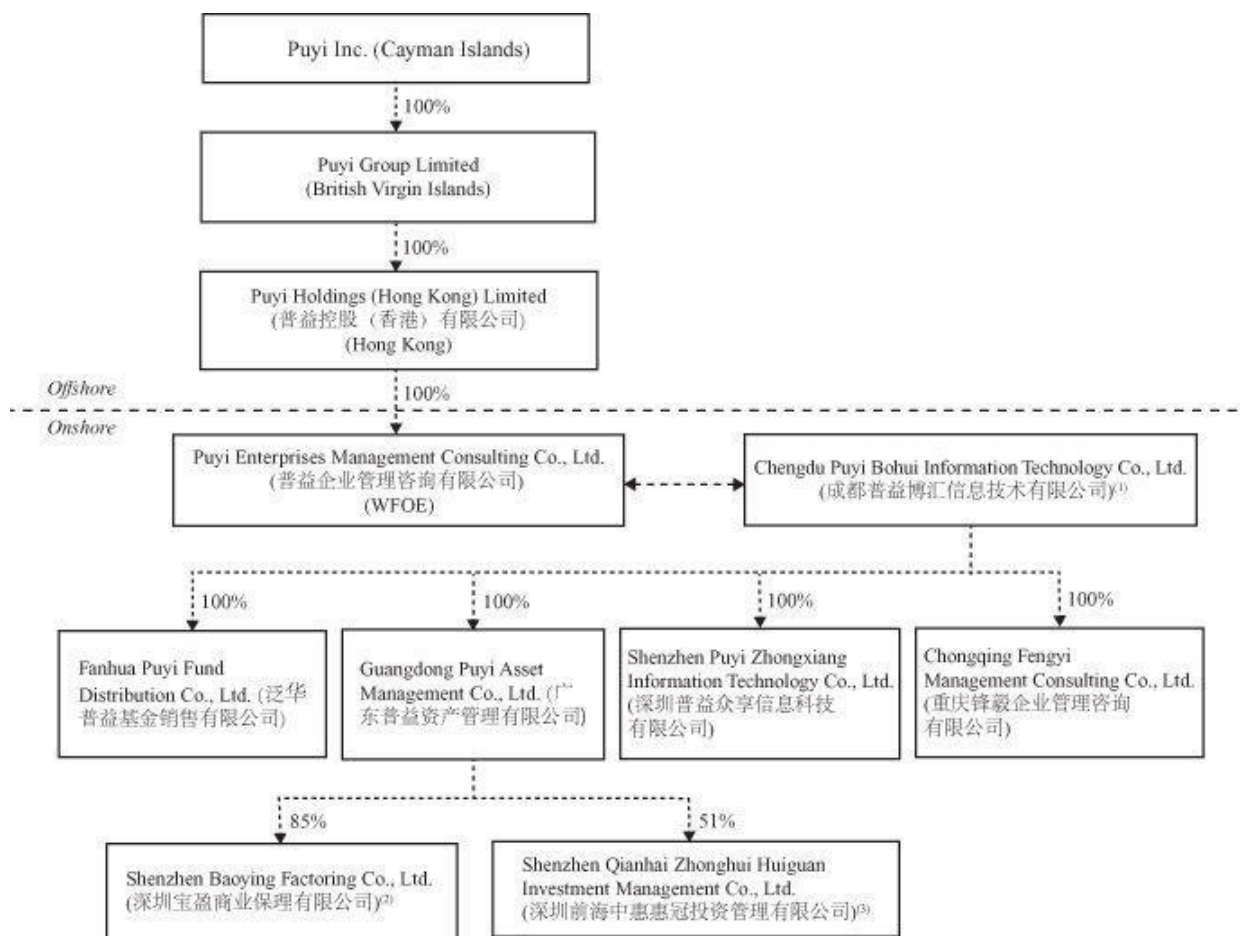 Puyi Inc. (Cayman Islands)
100%
Puyi Group Limited
(British Virgin Islands)
100%
Puyi Holdings (Hong Kong) Limited
(普益控股（香港）有限公司)
(Hong Kong)
Offshore
100%
Onshore
Puyi Enterprises Management Consulting Co., Ltd.
(普益企业管理咨询有限公司)
(WFOE)
Chengdu Puyi Bohui Information Technology Co., Ltd.
(成都普益博汇信息技术有限公司)(1)
100%
100%
100%
100%
Fanhua Puyi Fund
Distribution Co., Ltd. (泛华
普益基金销售有限公司)
Guangdong Puyi Asset
Management Co., Ltd. (广
东普益资产管理有限公司)
Shenzhen Puyi Zhongxiang
Information Technology Co., Ltd.
(深圳普益众享信息科技
有限公司)
Chongqing Fengyi
Management Consulting Co., Ltd.
(重庆锋毅企业管理咨询
有限公司)
85%
51%
Shenzhen Baoying Factoring Co., Ltd.
(深圳宝盈商业保理有限公司)(2)
Shenzhen Qianhai Zhonghui Huiguan
Investment Management Co., Ltd.
(深圳前海中惠惠冠投资管理有限公司)(3)